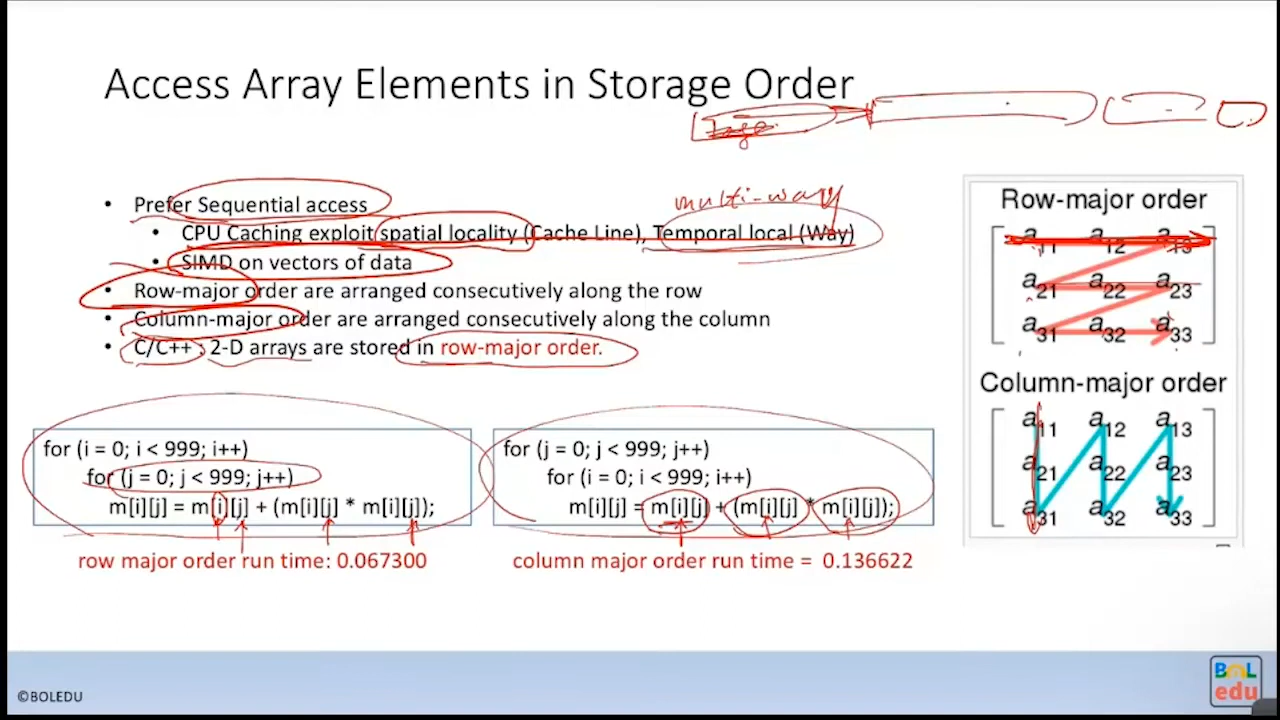 Access Array Elements in Storage Order
multi-way
• Prefer Sequential access
• CPU Caching exploit spatial locality (Cache Line), Temporal local (Way)
• SIMD on vectors of data
• Row-major order are arranged consecutively along the row
• Column-major order are arranged consecutively along the column
• C/C++ : 2-D arrays are stored in row-major order.
for (i = 0; i < 999; i++)
for (j = 0; j < 999; j++)
m[i][j] = m[i][j] + (m[i][j] * m[i][j]);
row major order run time: 0.067300
for (j = 0; j < 999; j++)
for (i = 0; i < 999; i++)
m[i][j] = m[i][j] + (m[i][j] * m[i][j]);
column major order run time = 0.136622
Row-major order
a11 a12 a13
a21 a22 a23
a31 a32 a33
Column-major order
a11 a12 a13
a21 a22 a23
a31 a32 a33
©BOLEDU
BOL
edu